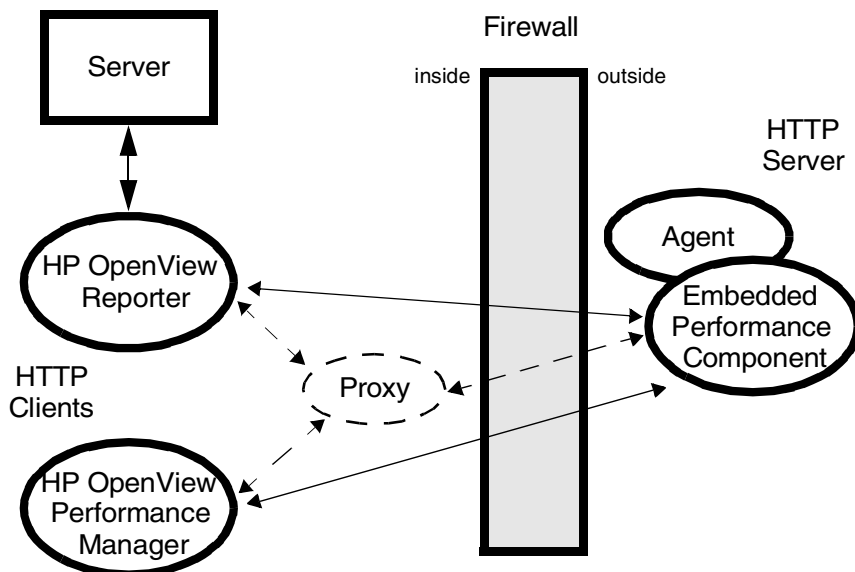 Firewall
inside
outside
Server
HTTP
Server
Agent
HP OpenView
Reporter
Embedded
Performance
Component
HTTP
Clients
Proxy
HP OpenView
Performance
Manager